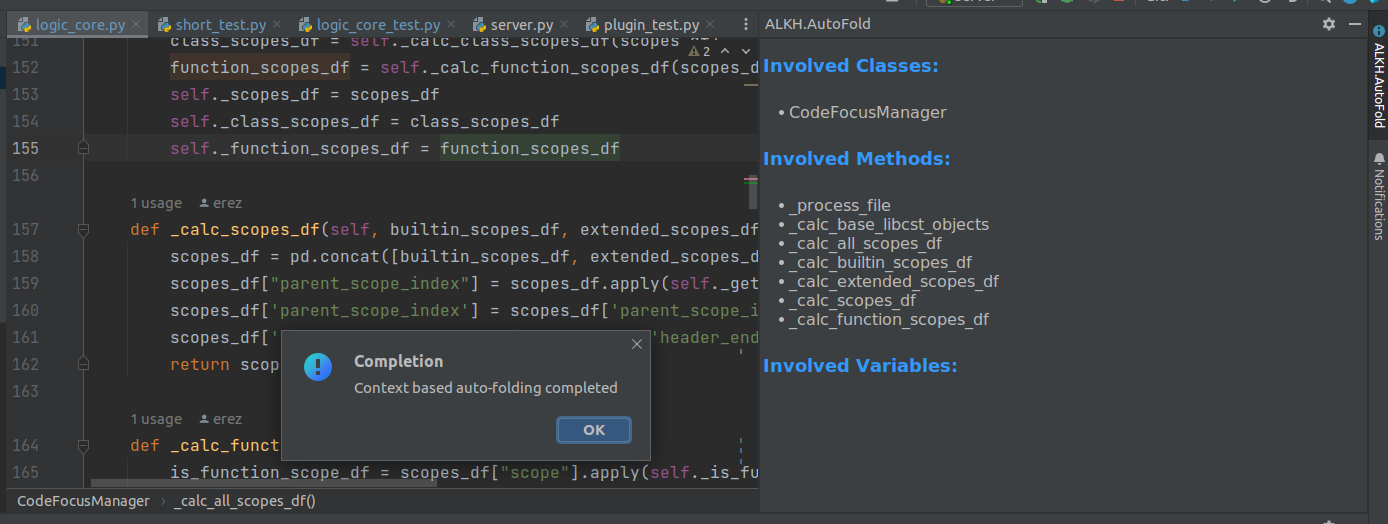 logic_core.py
short_test.py
logic_core_test.py
server.py
plugin_test.py
ALKH.AutoFold
151 class_scopes_df = self._calc_class_scopes_df(scopes
2
152 function_scopes_df = self._calc_function_scopes_df(scopes_d
153 self._scopes_df = scopes_df
154 self._class_scopes_df = class_scopes_df
155 self._function_scopes_df = function_scopes_df
156
1 usage erez
157 def _calc_scopes_df(self, builtin_scopes_df, extended_scopes_df
158 scopes_df = pd.concat([builtin_scopes_df, extended_scopes_d
159 scopes_df["parent_scope_index"] = scopes_df.apply(self._get
160 scopes_df['parent_scope_index'] = scopes_df['parent_scope_i
161 scopes_df[' 'header_end
162 return scop
163
1 usage erez
164 def _calc_funct
165 is_function_scope_df = scopes_df["scope"].apply(self._is_fu
CodeFocusManager › _calc_all_scopes_df()
Completion
Context based auto-folding completed
OK
Involved Classes:
• CodeFocusManager
Involved Methods:
• _process_file
• _calc_base_libcst_objects
• _calc_all_scopes_df
• _calc_builtin_scopes_df
• _calc_extended_scopes_df
• _calc_scopes_df
• _calc_function_scopes_df
Involved Variables:
ALKH.AutoFold
Notifications